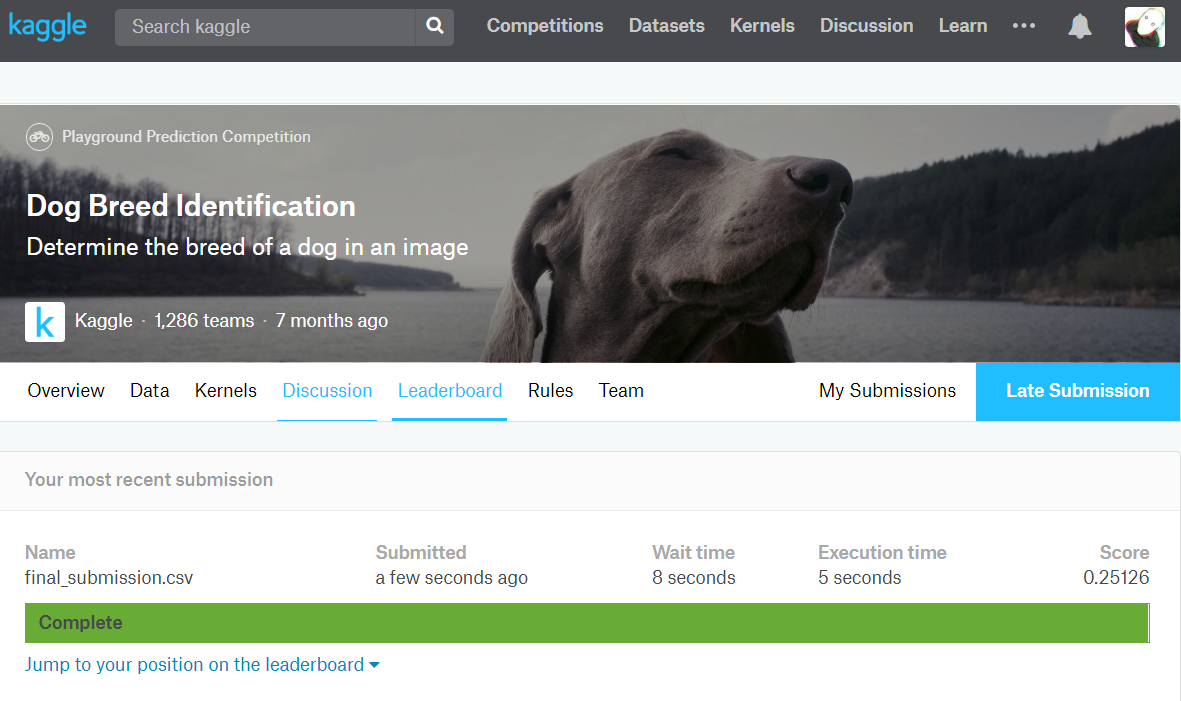 kaggle Search kaggle Competitions Datasets Kernels Discussion Learn •••
Playground Prediction Competition
Dog Breed Identification
Determine the breed of a dog in an image
k Kaggle · 1,286 teams · 7 months ago
Overview Data Kernels Discussion Leaderboard Rules Team My Submissions Late Submission
Your most recent submission
Name Submitted Wait time Execution time Score
final_submission.csv a few seconds ago 8 seconds 5 seconds 0.25126
Complete
Jump to your position on the leaderboard